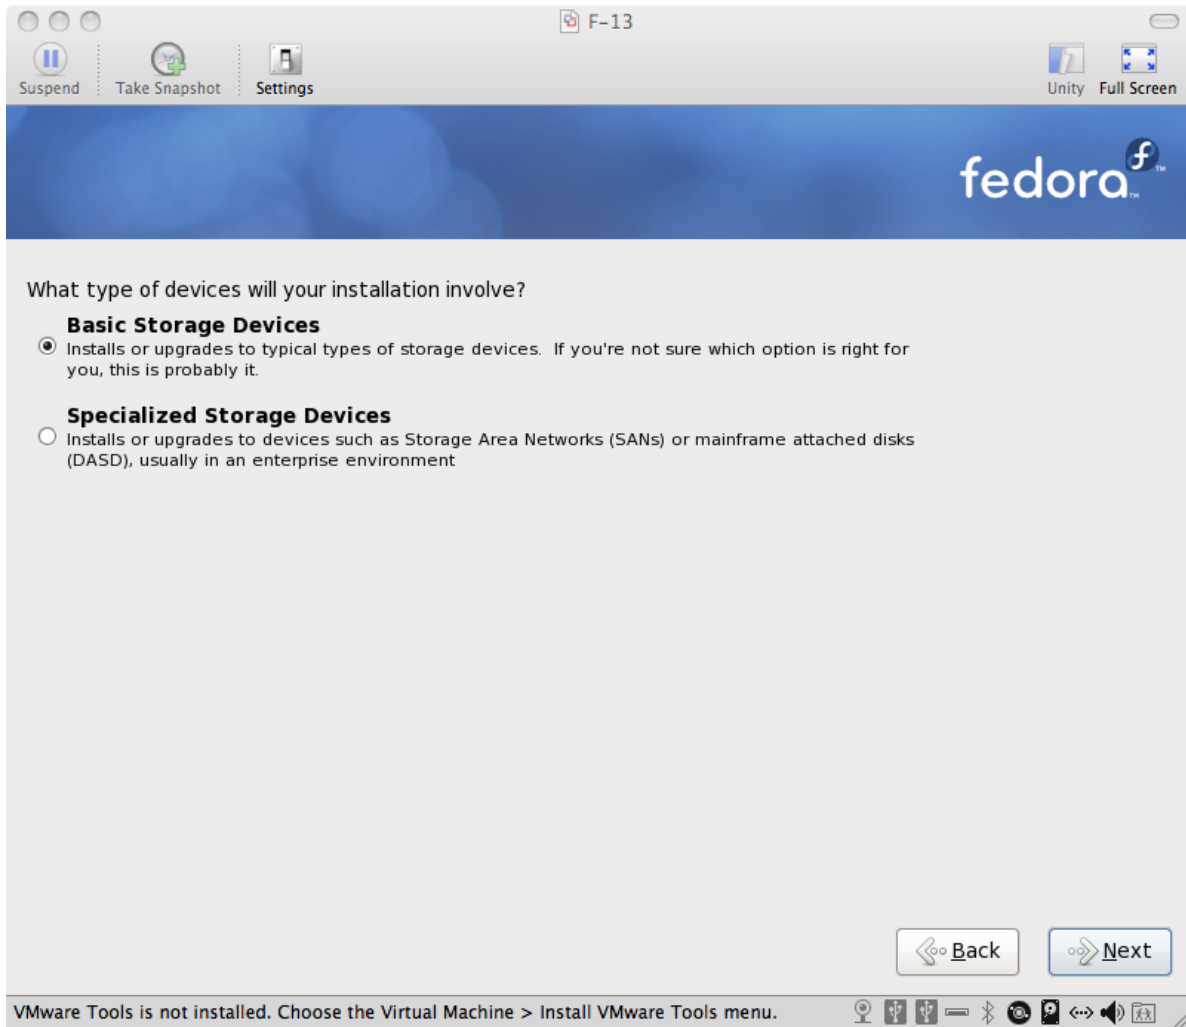 F-13
Suspend Take Snapshot Settings Unity Full Screen
fedora™
What type of devices will your installation involve?
Basic Storage Devices
Installs or upgrades to typical types of storage devices.  If you're not sure which option is right for
you, this is probably it.
Specialized Storage Devices
Installs or upgrades to devices such as Storage Area Networks (SANs) or mainframe attached disks
(DASD), usually in an enterprise environment
Back Next
VMware Tools is not installed. Choose the Virtual Machine > Install VMware Tools menu.